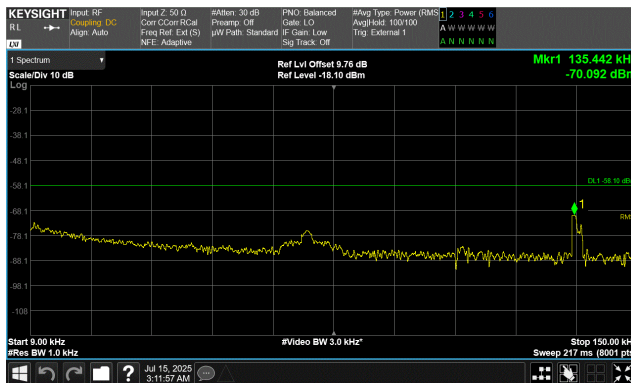 KEYSIGHT
RL
LXI
Input: RF
Coupling: DC
Align: Auto
Input Z: 50 Ω
Corr CCorr RCal
Freq Ref: Ext (S)
NFE: Adaptive
#Atten: 30 dB
Preamp: Off
µW Path: Standard
PNO: Balanced
Gate: LO
IF Gain: Low
Sig Track: Off
#Avg Type: Power (RMS
Avg|Hold: 100/100
Trig: External 1
1 2 3 4 5 6
A W W W W W
A N N N N N
1 Spectrum
Scale/Div 10 dB
Ref Lvl Offset 9.76 dB
Ref Level -18.10 dBm
Mkr1 135.442 kH
-70.092 dBr
Log
-28.1
-38.1
-48.1
-58.1
DL1 -58.10 dB
-68.1
1
RM
-78.1
-88.1
-98.1
-108
Start 9.00 kHz
#Video BW 3.0 kHz*
Stop 150.00 kH
#Res BW 1.0 kHz
Sweep 217 ms (8001 pts
?
Jul 15, 2025
3:11:57 AM